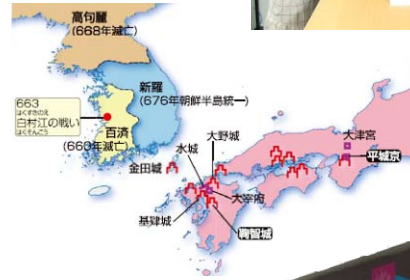 高句麗
(668年滅亡)
新羅
(676年朝鮮半島統一)
663
はくすきのえ
白村江の戦い
はくそんこう
百済
(660年滅亡)
大野城
水城
金田城
大津宮
平城京
大宰府
基肄城
鞠智城